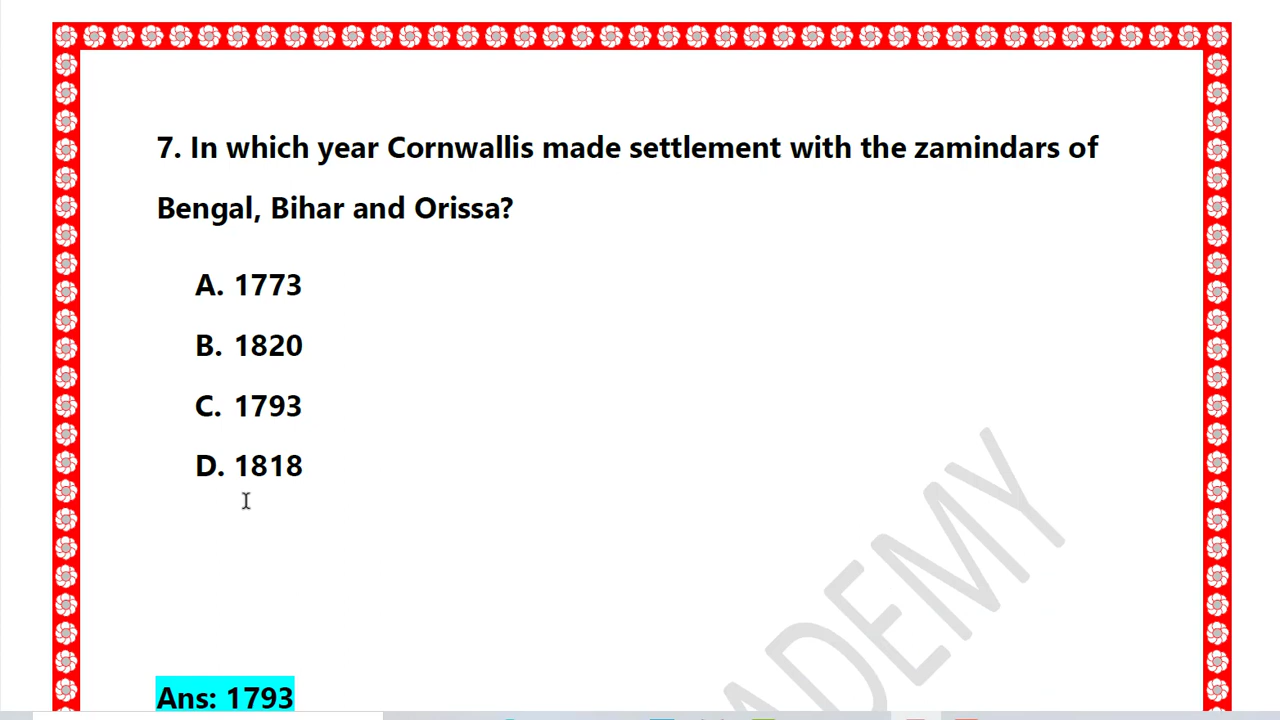 7. In which year Cornwallis made settlement with the zamindars of
Bengal, Bihar and Orissa?
A. 1773
B. 1820
C. 1793
D. 1818
ADEMY
Ans: 1793